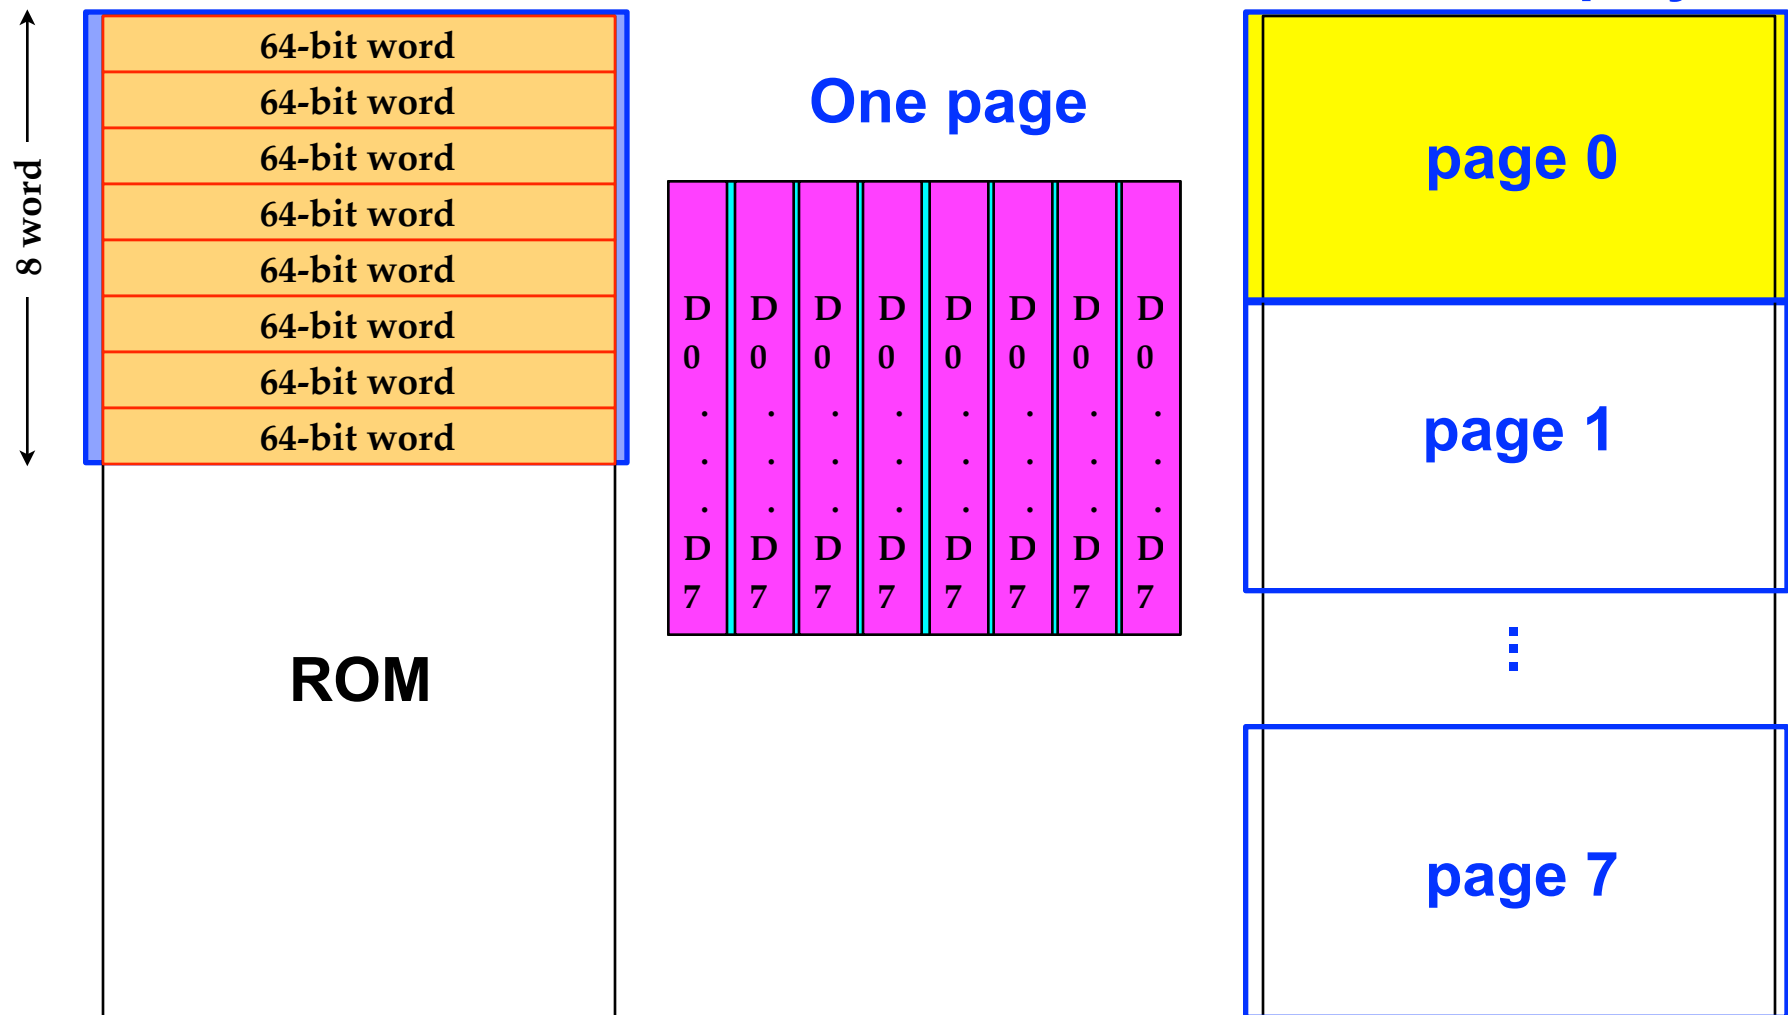 8 word
64-bit word
64-bit word
64-bit word
64-bit word
64-bit word
64-bit word
64-bit word
64-bit word
ROM
One page
D D D D D D D D
0 0 0 0 0 0 0 0
. . . . . . . .
. . . . . . . .
. . . . . . . .
D D D D D D D D
7 7 7 7 7 7 7 7
page 0
page 1
⋮
page 7